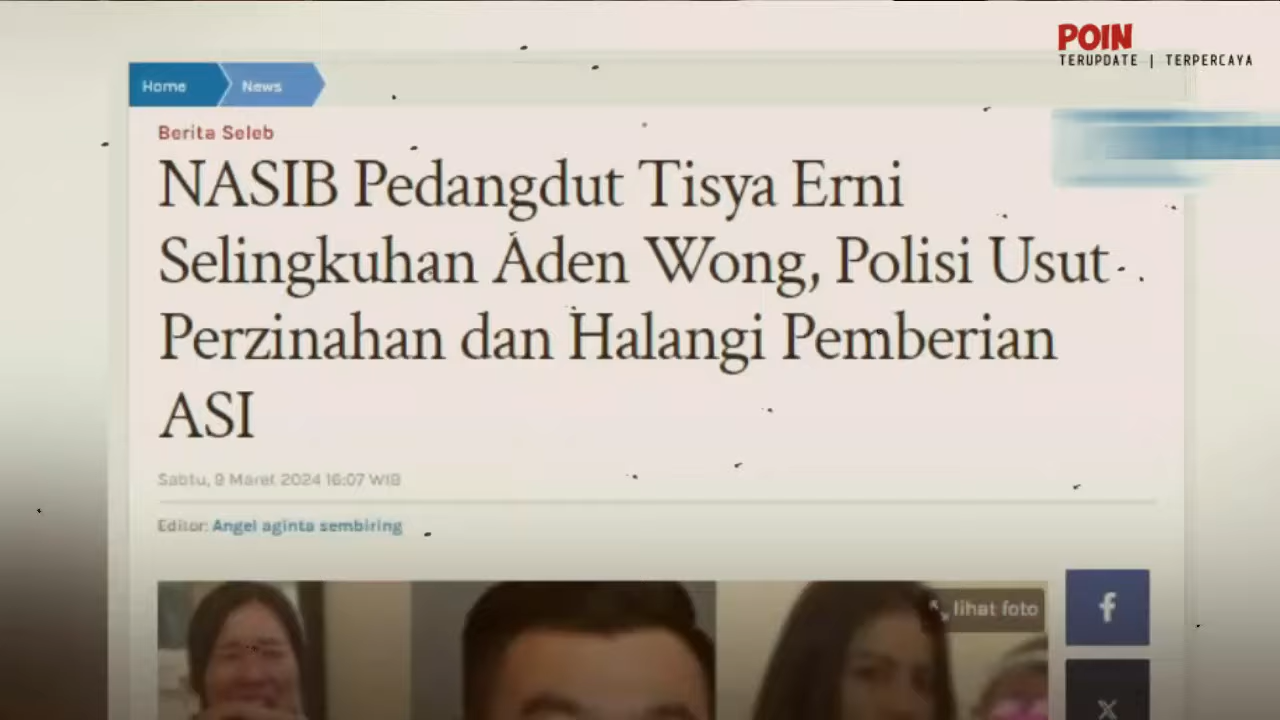 POIN
TERUPDATE | TERPERCAYA
Home
News
Berita Seleb
NASIB Pedangdut Tisya Erni
Selingkuhan Aden Wong, Polisi Usut
Perzinahan dan Halangi Pemberian
ASI
Sabtu, 9 Maret 2024 16:07 WIB
Editor: Angel aginta sembiring
lihat foto